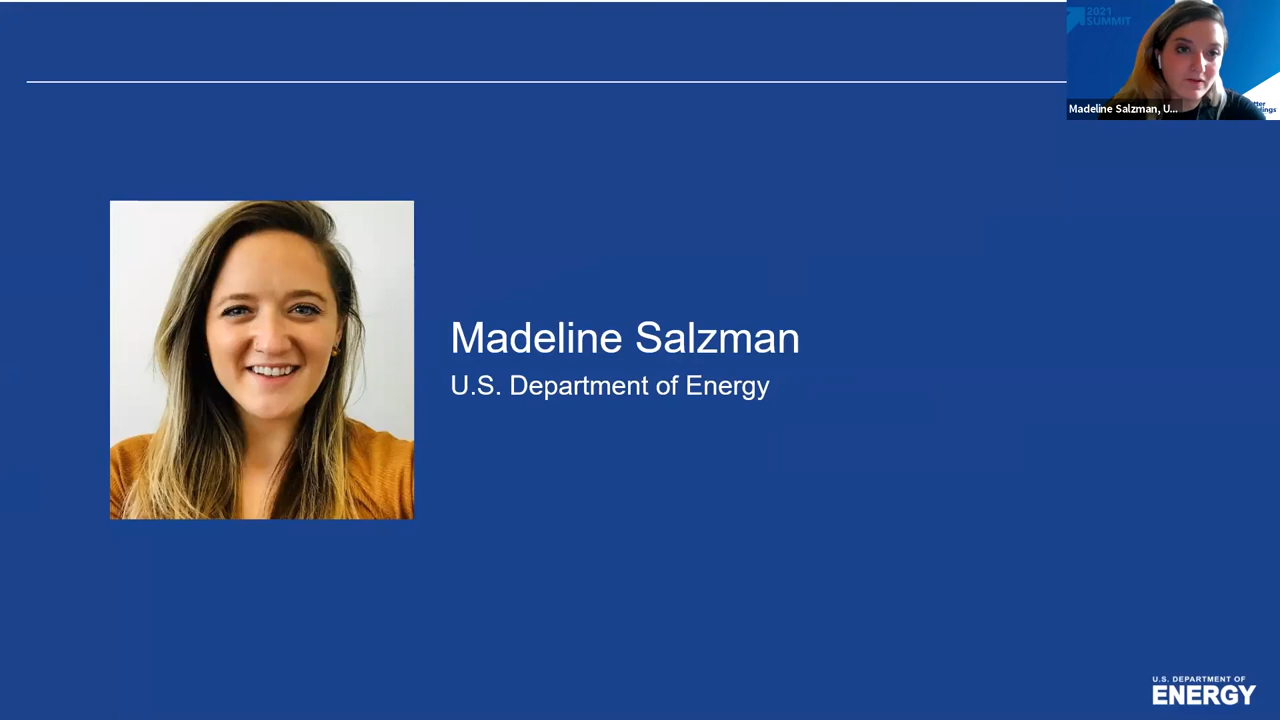 2021
SUMMIT
Madeline Salzman, U...
Madeline Salzman
U.S. Department of Energy
U.S. DEPARTMENT OF
ENERGY